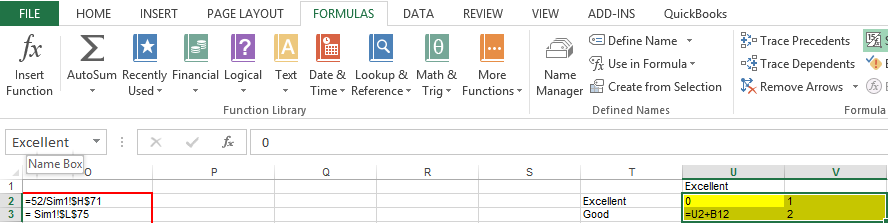 FILE HOME INSERT PAGE LAYOUT FORMULAS DATA REVIEW VIEW ADD-INS QuickBooks
fx Σ A θ
Insert Function
AutoSum
Recently Used
Financial
Logical
Text
Date & Time
Lookup & Reference
Math & Trig
More Functions
Function Library
Name Manager
Define Name
Use in Formula
Create from Selection
Defined Names
Trace Precedents
Trace Dependents
Remove Arrows
Formula
Excellent fx 0
Name Box
O P Q R S T U V
1 Excellent
2 =52/Sim1!$H$71 Excellent 0 1
3 = Sim1!$L$75 Good =U2+B12 2